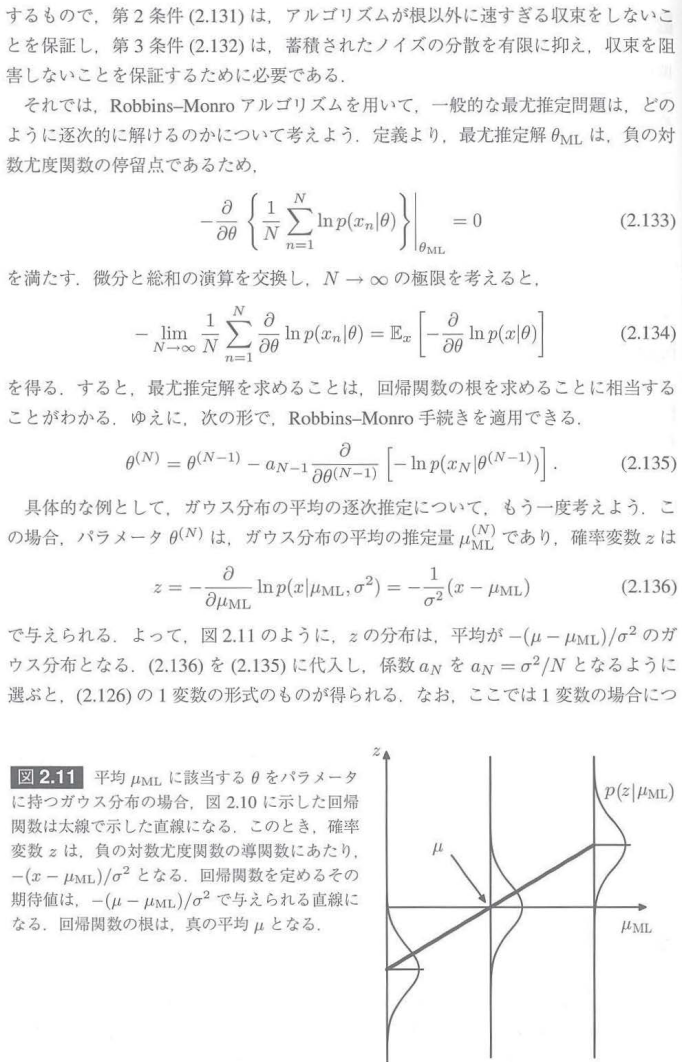 するもので，第 2 条件 (2.131) は，アルゴリズムが根以外に速すぎる収束をしないこ
とを保証し，第 3 条件 (2.132) は，蓄積されたノイズの分散を有限に抑え，収束を阻
害しないことを保証するために必要である．
それでは，Robbins–Monro アルゴリズムを用いて，一般的な最尤推定問題は，どの
ように逐次的に解けるのかについて考えよう．定義より，最尤推定解 θ_ML は，負の対
数尤度関数の停留点であるため，
-∂/∂θ {1/N ∑_{n=1}^{N} ln p(x_n|θ)}|_{θ_ML} = 0 (2.133)
を満たす．微分と総和の演算を交換し，N → ∞ の極限を考えると，
- lim_{N→∞} 1/N ∑_{n=1}^{N} ∂/∂θ ln p(x_n|θ) = 𝔼_x [-∂/∂θ ln p(x|θ)] (2.134)
を得る．すると，最尤推定解を求めることは，回帰関数の根を求めることに相当する
ことがわかる．ゆえに，次の形で，Robbins–Monro 手続きを適用できる．
θ^(N) = θ^(N-1) - a_{N-1} ∂/∂θ^(N-1) [-ln p(x_N|θ^(N-1))]． (2.135)
具体的な例として，ガウス分布の平均の逐次推定について，もう一度考えよう．こ
の場合，パラメータ θ^(N) は，ガウス分布の平均の推定量 μ_ML^(N) であり，確率変数 z は
z = -∂/∂μ_ML ln p(x|μ_ML, σ²) = -1/σ² (x - μ_ML) (2.136)
で与えられる．よって，図 2.11 のように，z の分布は，平均が −(μ − μ_ML)/σ² のガ
ウス分布となる．(2.136) を (2.135) に代入し，係数 a_N を a_N = σ²/N となるように
選ぶと，(2.126) の 1 変数の形式のものが得られる．なお，ここでは 1 変数の場合につ
図 2.11 平均 μ_ML に該当する θ をパラメータ
に持つガウス分布の場合，図 2.10 に示した回帰
関数は太線で示した直線になる．このとき，確率
変数 z は，負の対数尤度関数の導関数にあたり，
−(x − μ_ML)/σ² となる．回帰関数を定めるその
期待値は，−(μ − μ_ML)/σ² で与えられる直線に
なる．回帰関数の根は，真の平均 μ となる．
z
p(z|μ_ML)
μ
μ_ML